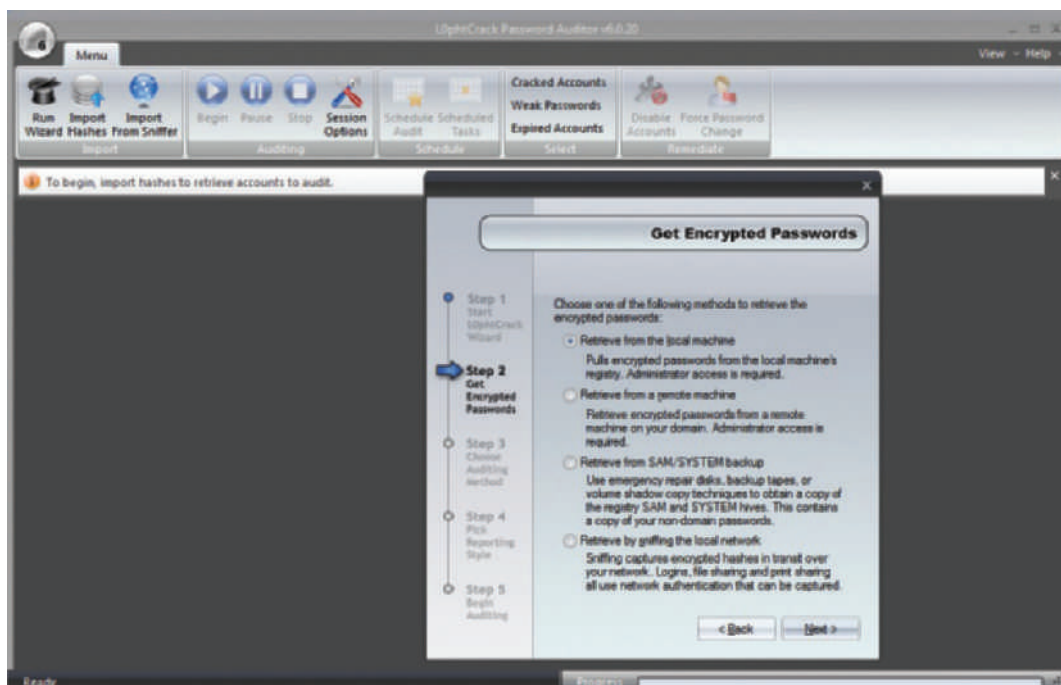 L0phtCrack Password Auditor v6.0.20
Menu
View
Help
Run Wizard
Import Hashes
Import From Sniffer
Import
Begin
Pause
Stop
Session Options
Auditing
Schedule Audit
Scheduled Tasks
Schedule
Cracked Accounts
Weak Passwords
Expired Accounts
Select
Disable Accounts
Force Password Change
Remediate
To begin, import hashes to retrieve accounts to audit.
Get Encrypted Passwords
Step 1
Start
L0phtCrack
Wizard
Step 2
Get
Encrypted
Passwords
Step 3
Choose
Auditing
Method
Step 4
Pick
Reporting
Style
Step 5
Begin
Auditing
Choose one of the following methods to retrieve the
encrypted passwords:
Retrieve from the local machine
Pulls encrypted passwords from the local machine's
registry. Administrator access is required.
Retrieve from a remote machine
Retrieve encrypted passwords from a remote
machine on your domain. Administrator access is
required.
Retrieve from SAM/SYSTEM backup
Use emergency repair disks, backup tapes, or
volume shadow copy techniques to obtain a copy of
the registry SAM and SYSTEM hives. This contains
a copy of your non-domain passwords.
Retrieve by sniffing the local network
Sniffing captures encrypted hashes in transit over
your network. Logins, file sharing and print sharing
all use network authentication that can be captured.
< Back
Next >
Ready
Progress